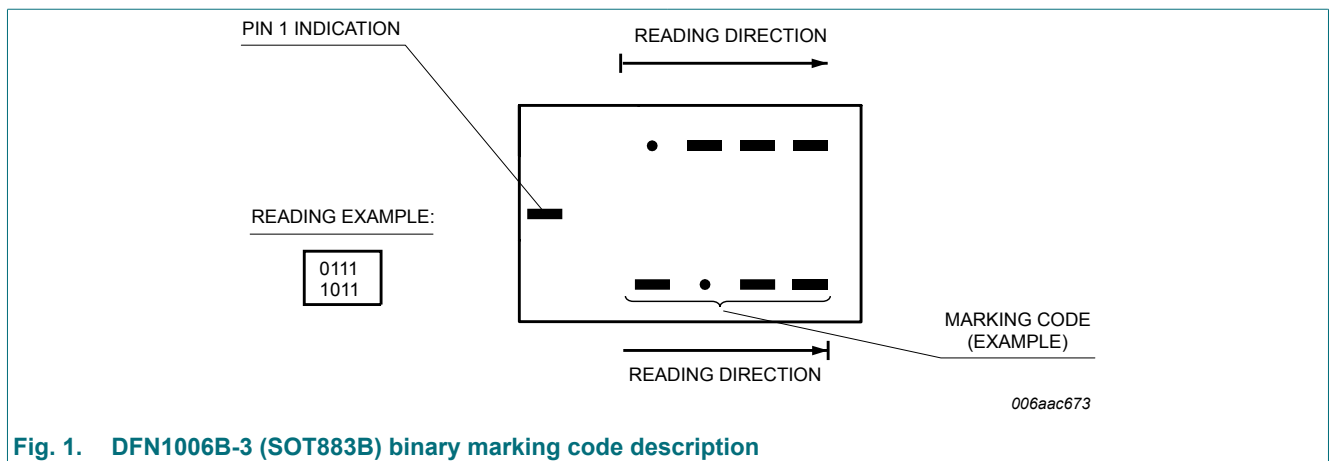 PIN 1 INDICATION
READING DIRECTION
READING EXAMPLE:
0111
1011
MARKING CODE
(EXAMPLE)
READING DIRECTION
006aac673
Fig. 1. DFN1006B-3 (SOT883B) binary marking code description